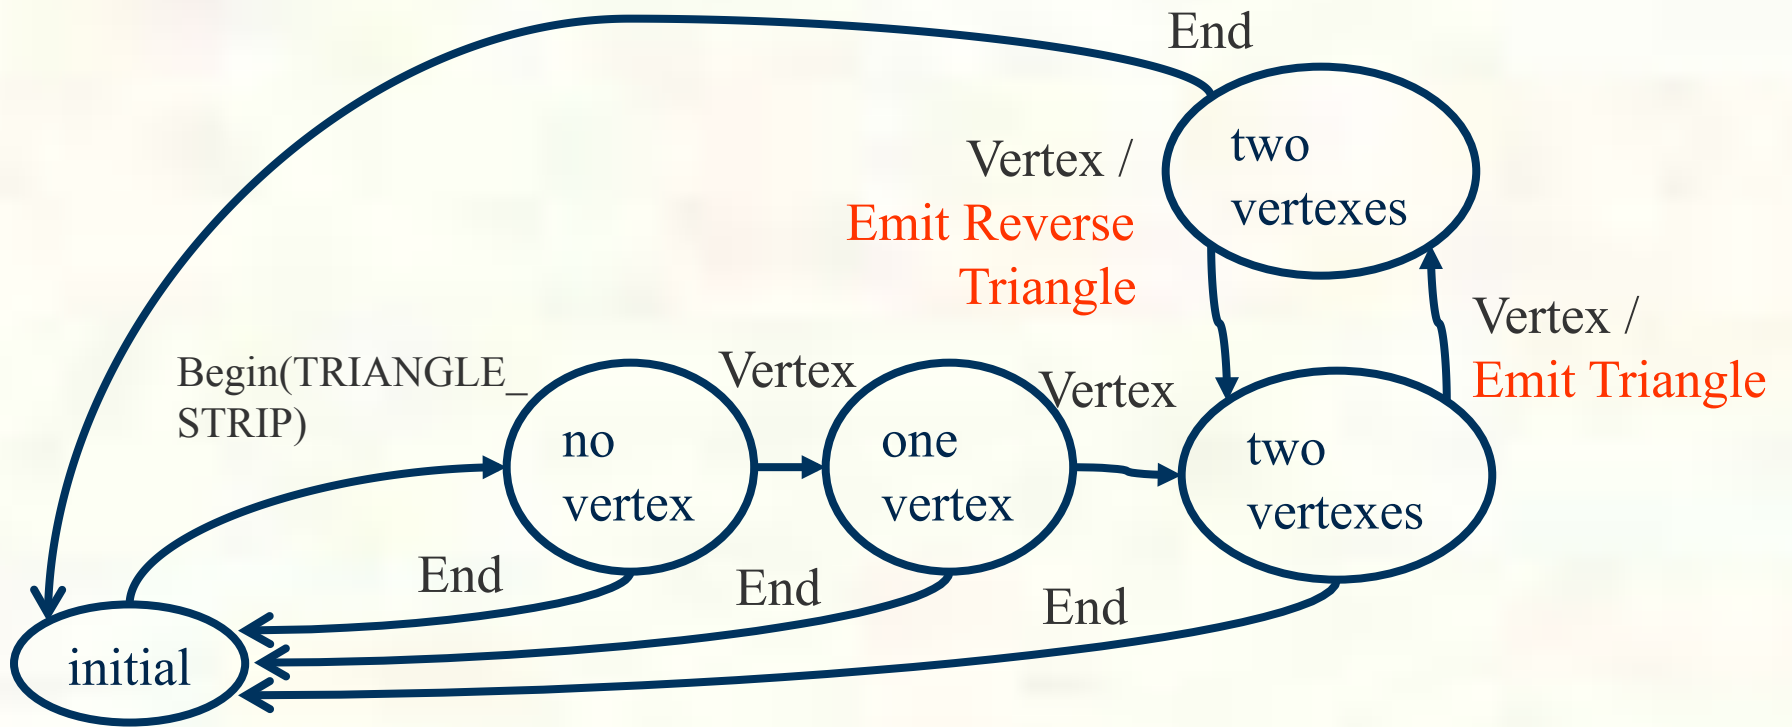 End
two
vertexes
Vertex /
Emit Reverse
Triangle
Vertex /
Emit Triangle
Begin(TRIANGLE_
STRIP)
Vertex
Vertex
no
vertex
one
vertex
two
vertexes
End
End
End
initial